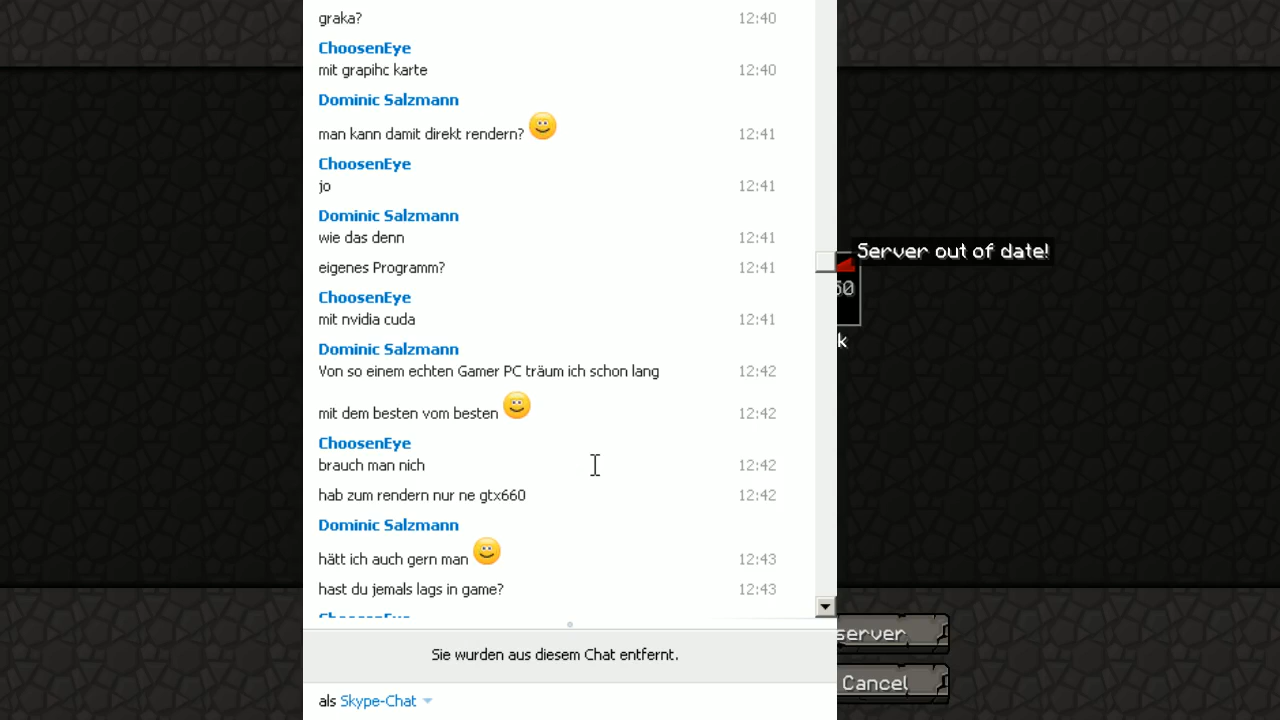 graka?
12:40
ChoosenEye
mit grapihc karte
12:40
Dominic Salzmann
man kann damit direkt rendern?
12:41
ChoosenEye
jo
12:41
Dominic Salzmann
wie das denn
12:41
eigenes Programm?
12:41
ChoosenEye
mit nvidia cuda
12:41
Dominic Salzmann
Von so einem echten Gamer PC träum ich schon lang
12:42
mit dem besten vom besten
12:42
ChoosenEye
brauch man nich
12:42
hab zum rendern nur ne gtx660
12:42
Dominic Salzmann
hätt ich auch gern man
12:43
hast du jemals lags in game?
12:43
ChoosenEye
Sie wurden aus diesem Chat entfernt.
als Skype-Chat
Server out of date!
50
k
server
Cancel